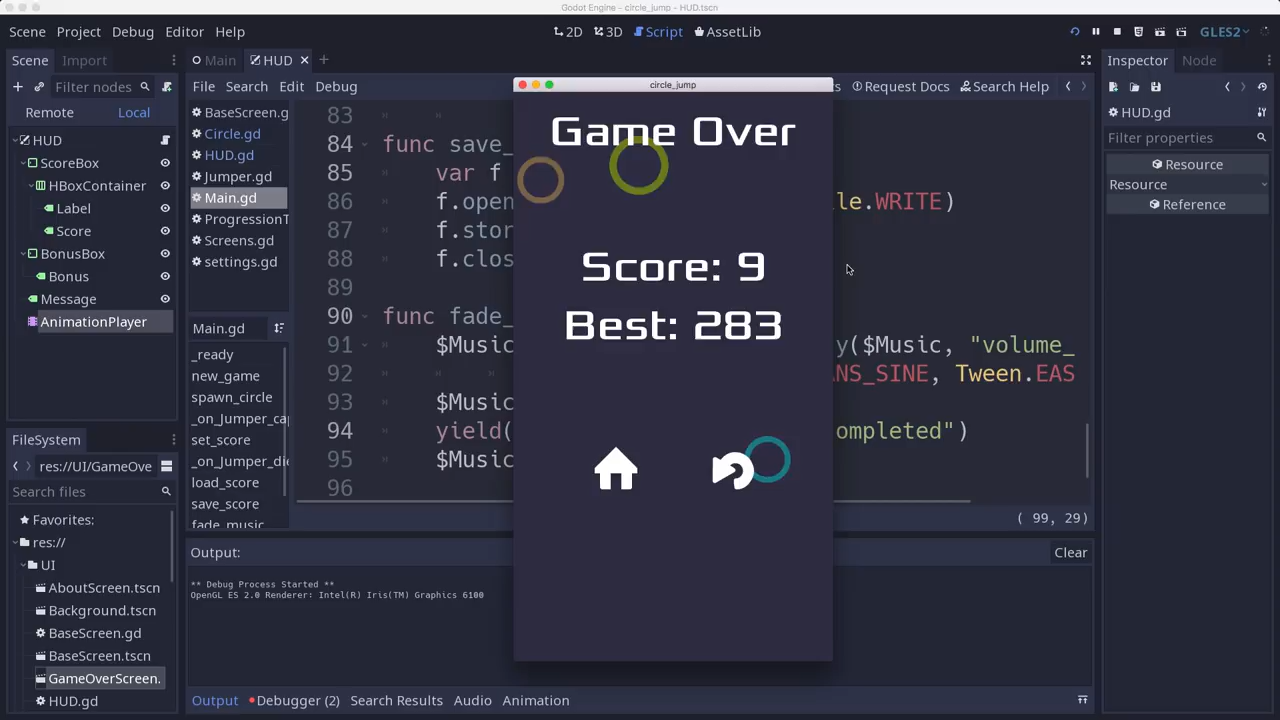 Godot Engine - circle_jump - HUD.tscn
Scene Project Debug Editor Help
2D 3D Script AssetLib
GLES2
Scene Import
Main HUD
Inspector Node
Filter nodes
File Search Edit Debug
circle_jump
Request Docs Search Help
Remote Local
HUD
ScoreBox
HBoxContainer
Label
Score
BonusBox
Bonus
Message
AnimationPlayer
BaseScreen.g
Circle.gd
HUD.gd
Jumper.gd
Main.gd
ProgressionT
Screens.gd
settings.gd
Main.gd
_ready
new_game
spawn_circle
_on_Jumper_cap
set_score
_on_Jumper_die
load_score
save_score
fade_music
83
84 func save_
85 var f
86 f.open le.WRITE)
87 f.stor
88 f.clos
89
90 func fade_
91 $Music y($Music, "volume_
92 ANS_SINE, Tween.EAS
93 $Music
94 yield( ompleted")
95 $Music
96
( 99, 29)
Game Over
Score: 9
Best: 283
HUD.gd
Filter properties
Resource
Resource
Reference
FileSystem
res://UI/GameOve
Search files
Favorites:
res://
UI
AboutScreen.tscn
Background.tscn
BaseScreen.gd
BaseScreen.tscn
GameOverScreen.
HUD.gd
Output:
Clear
** Debug Process Started **
OpenGL ES 2.0 Renderer: Intel(R) Iris(TM) Graphics 6100
Output Debugger (2) Search Results Audio Animation